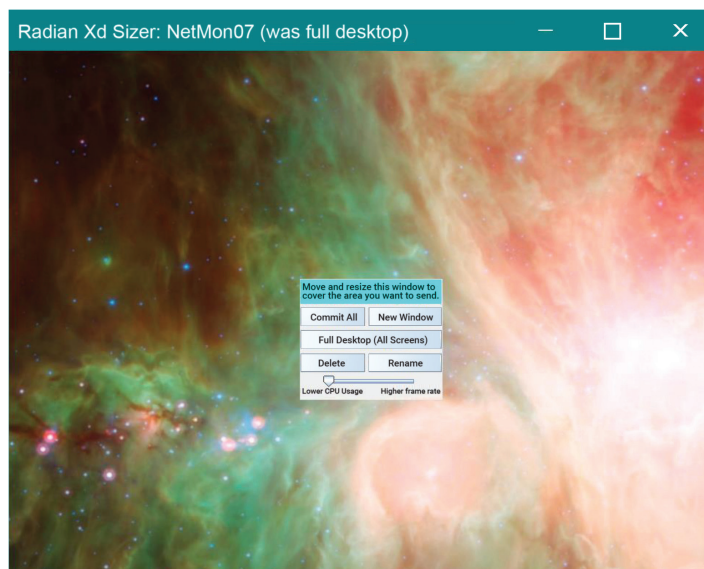 Radian Xd Sizer: NetMon07 (was full desktop)
Move and resize this window to
cover the area you want to send.
Commit All New Window
Full Desktop (All Screens)
Delete Rename
Lower CPU Usage Higher frame rate